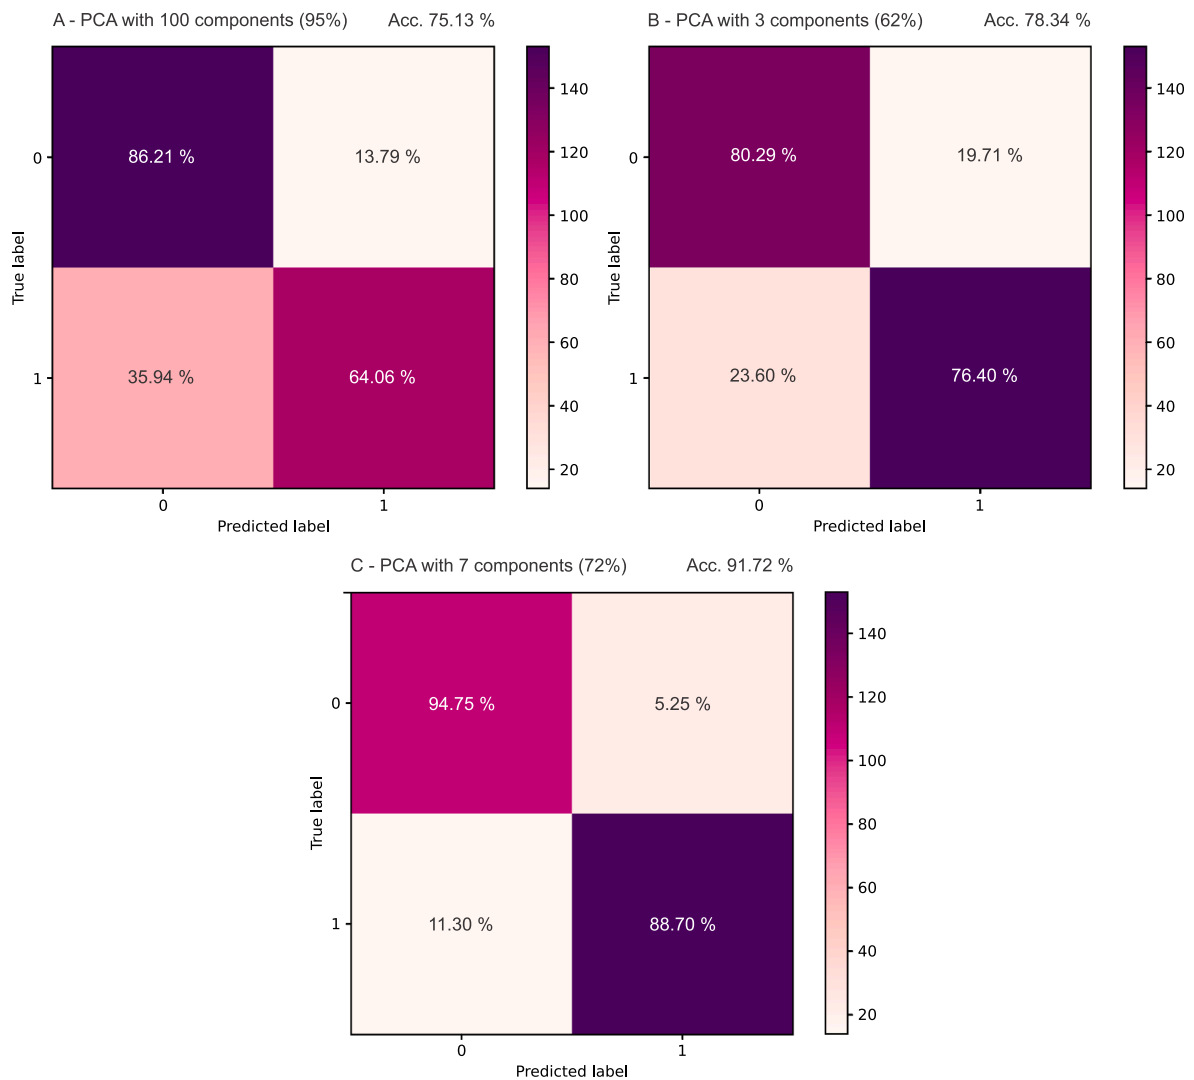 A - PCA with 100 components (95%) Acc. 75.13 %
140
120
100
80
60
40
20
True label
0
1
86.21 % 13.79 %
35.94 % 64.06 %
0 1
Predicted label
B - PCA with 3 components (62%) Acc. 78.34 %
140
120
100
80
60
40
20
True label
0
1
80.29 % 19.71 %
23.60 % 76.40 %
0 1
Predicted label
C - PCA with 7 components (72%) Acc. 91.72 %
140
120
100
80
60
40
20
True label
0
1
94.75 % 5.25 %
11.30 % 88.70 %
0 1
Predicted label